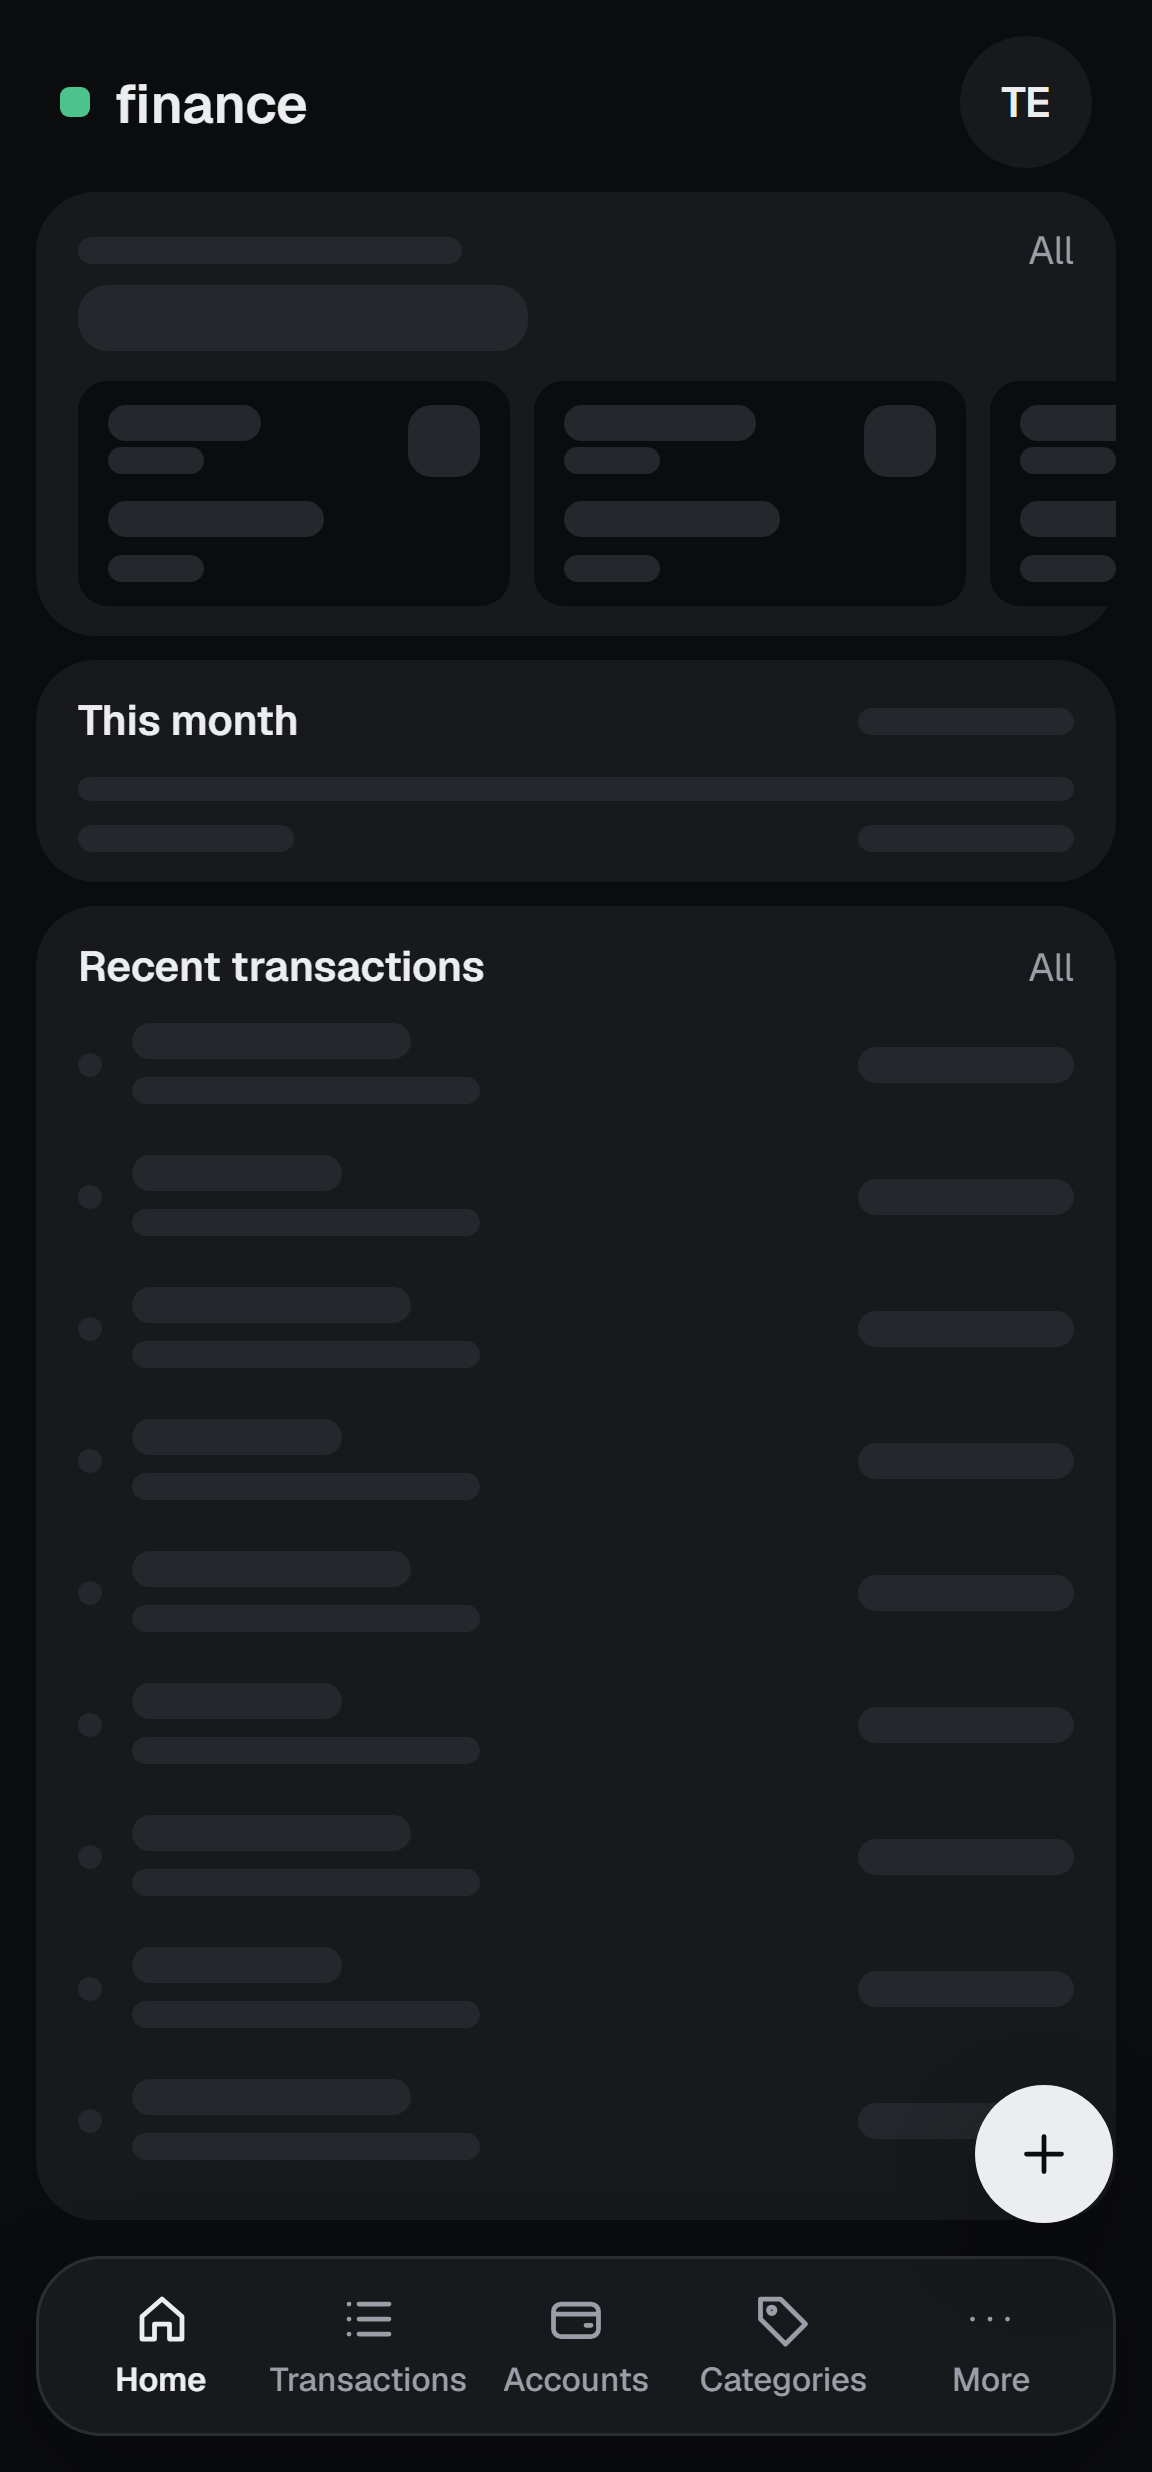 finance
TE
All
This month
Recent transactions
All
Home
Transactions
Accounts
Categories
More